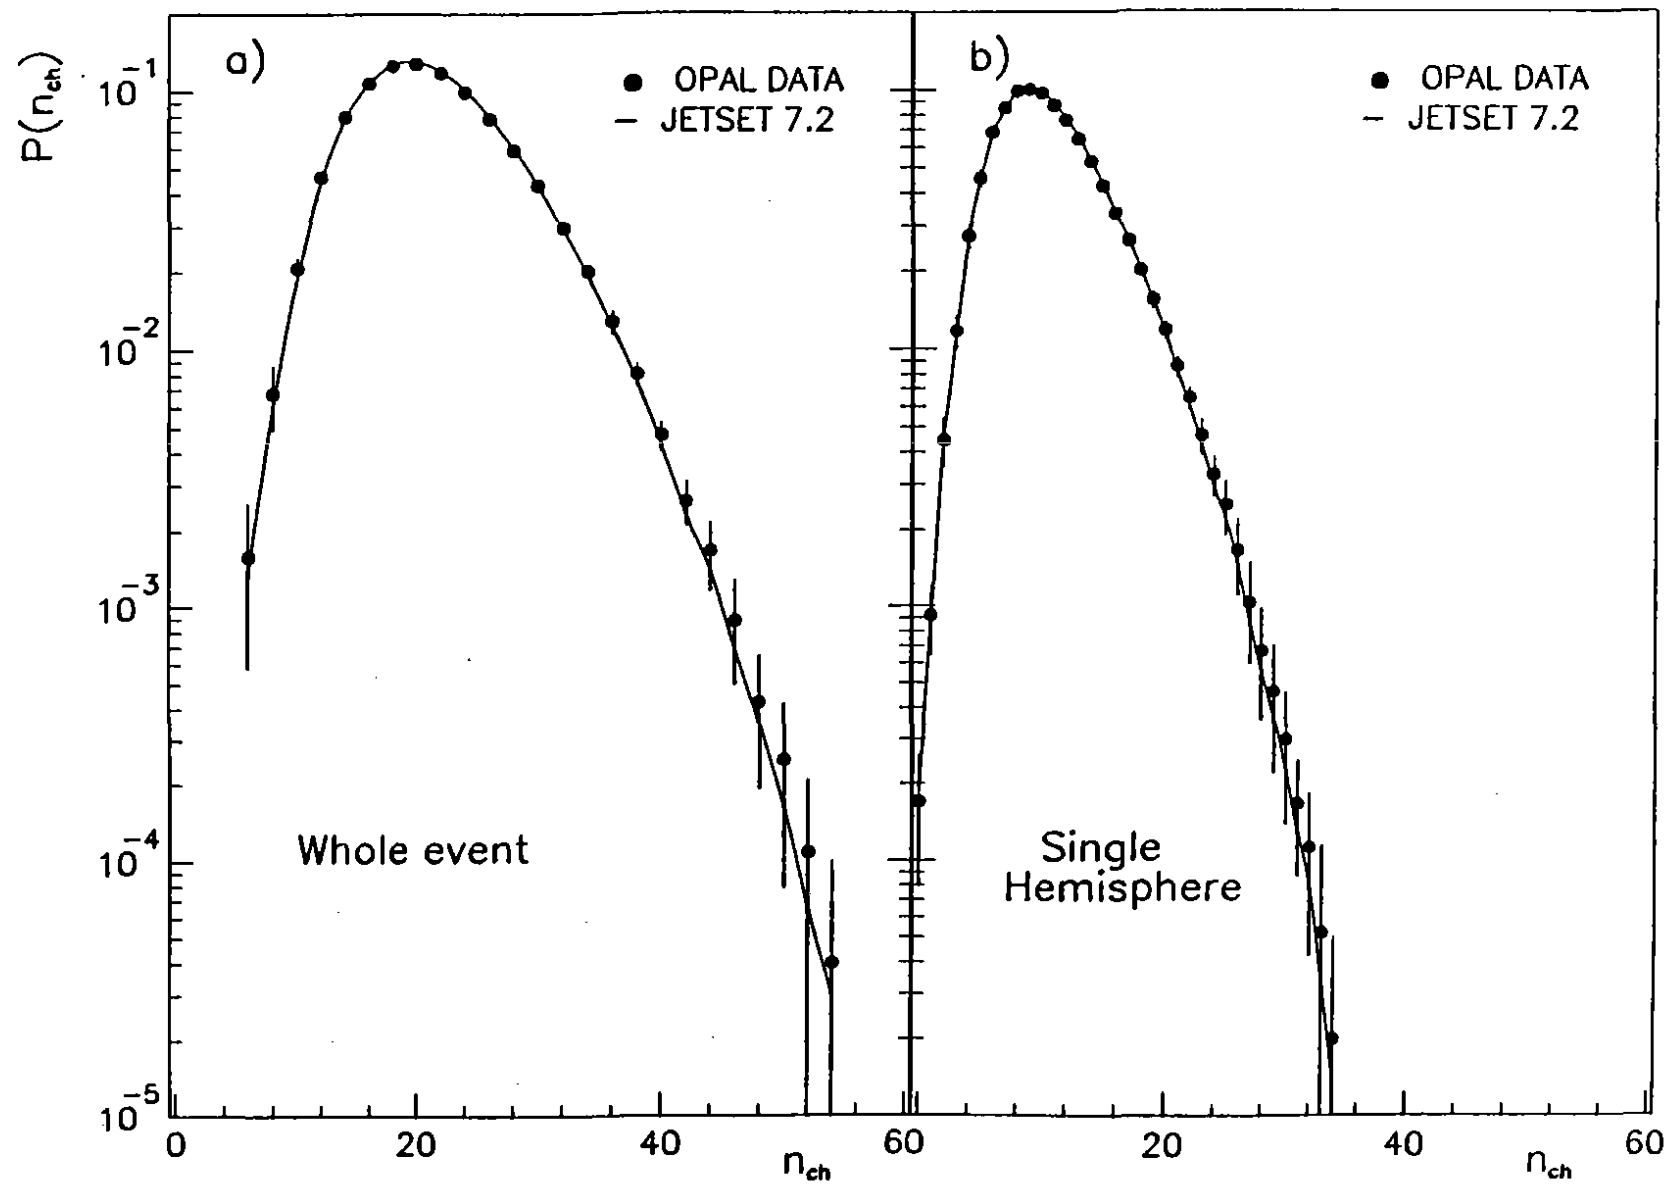 P(n_ch)
10^-1
10^-2
10^-3
10^-4
10^-5
a)
● OPAL DATA
– JETSET 7.2
Whole event
0 20 40 60
n_ch
b)
● OPAL DATA
– JETSET 7.2
Single
Hemisphere
20 40 60
n_ch